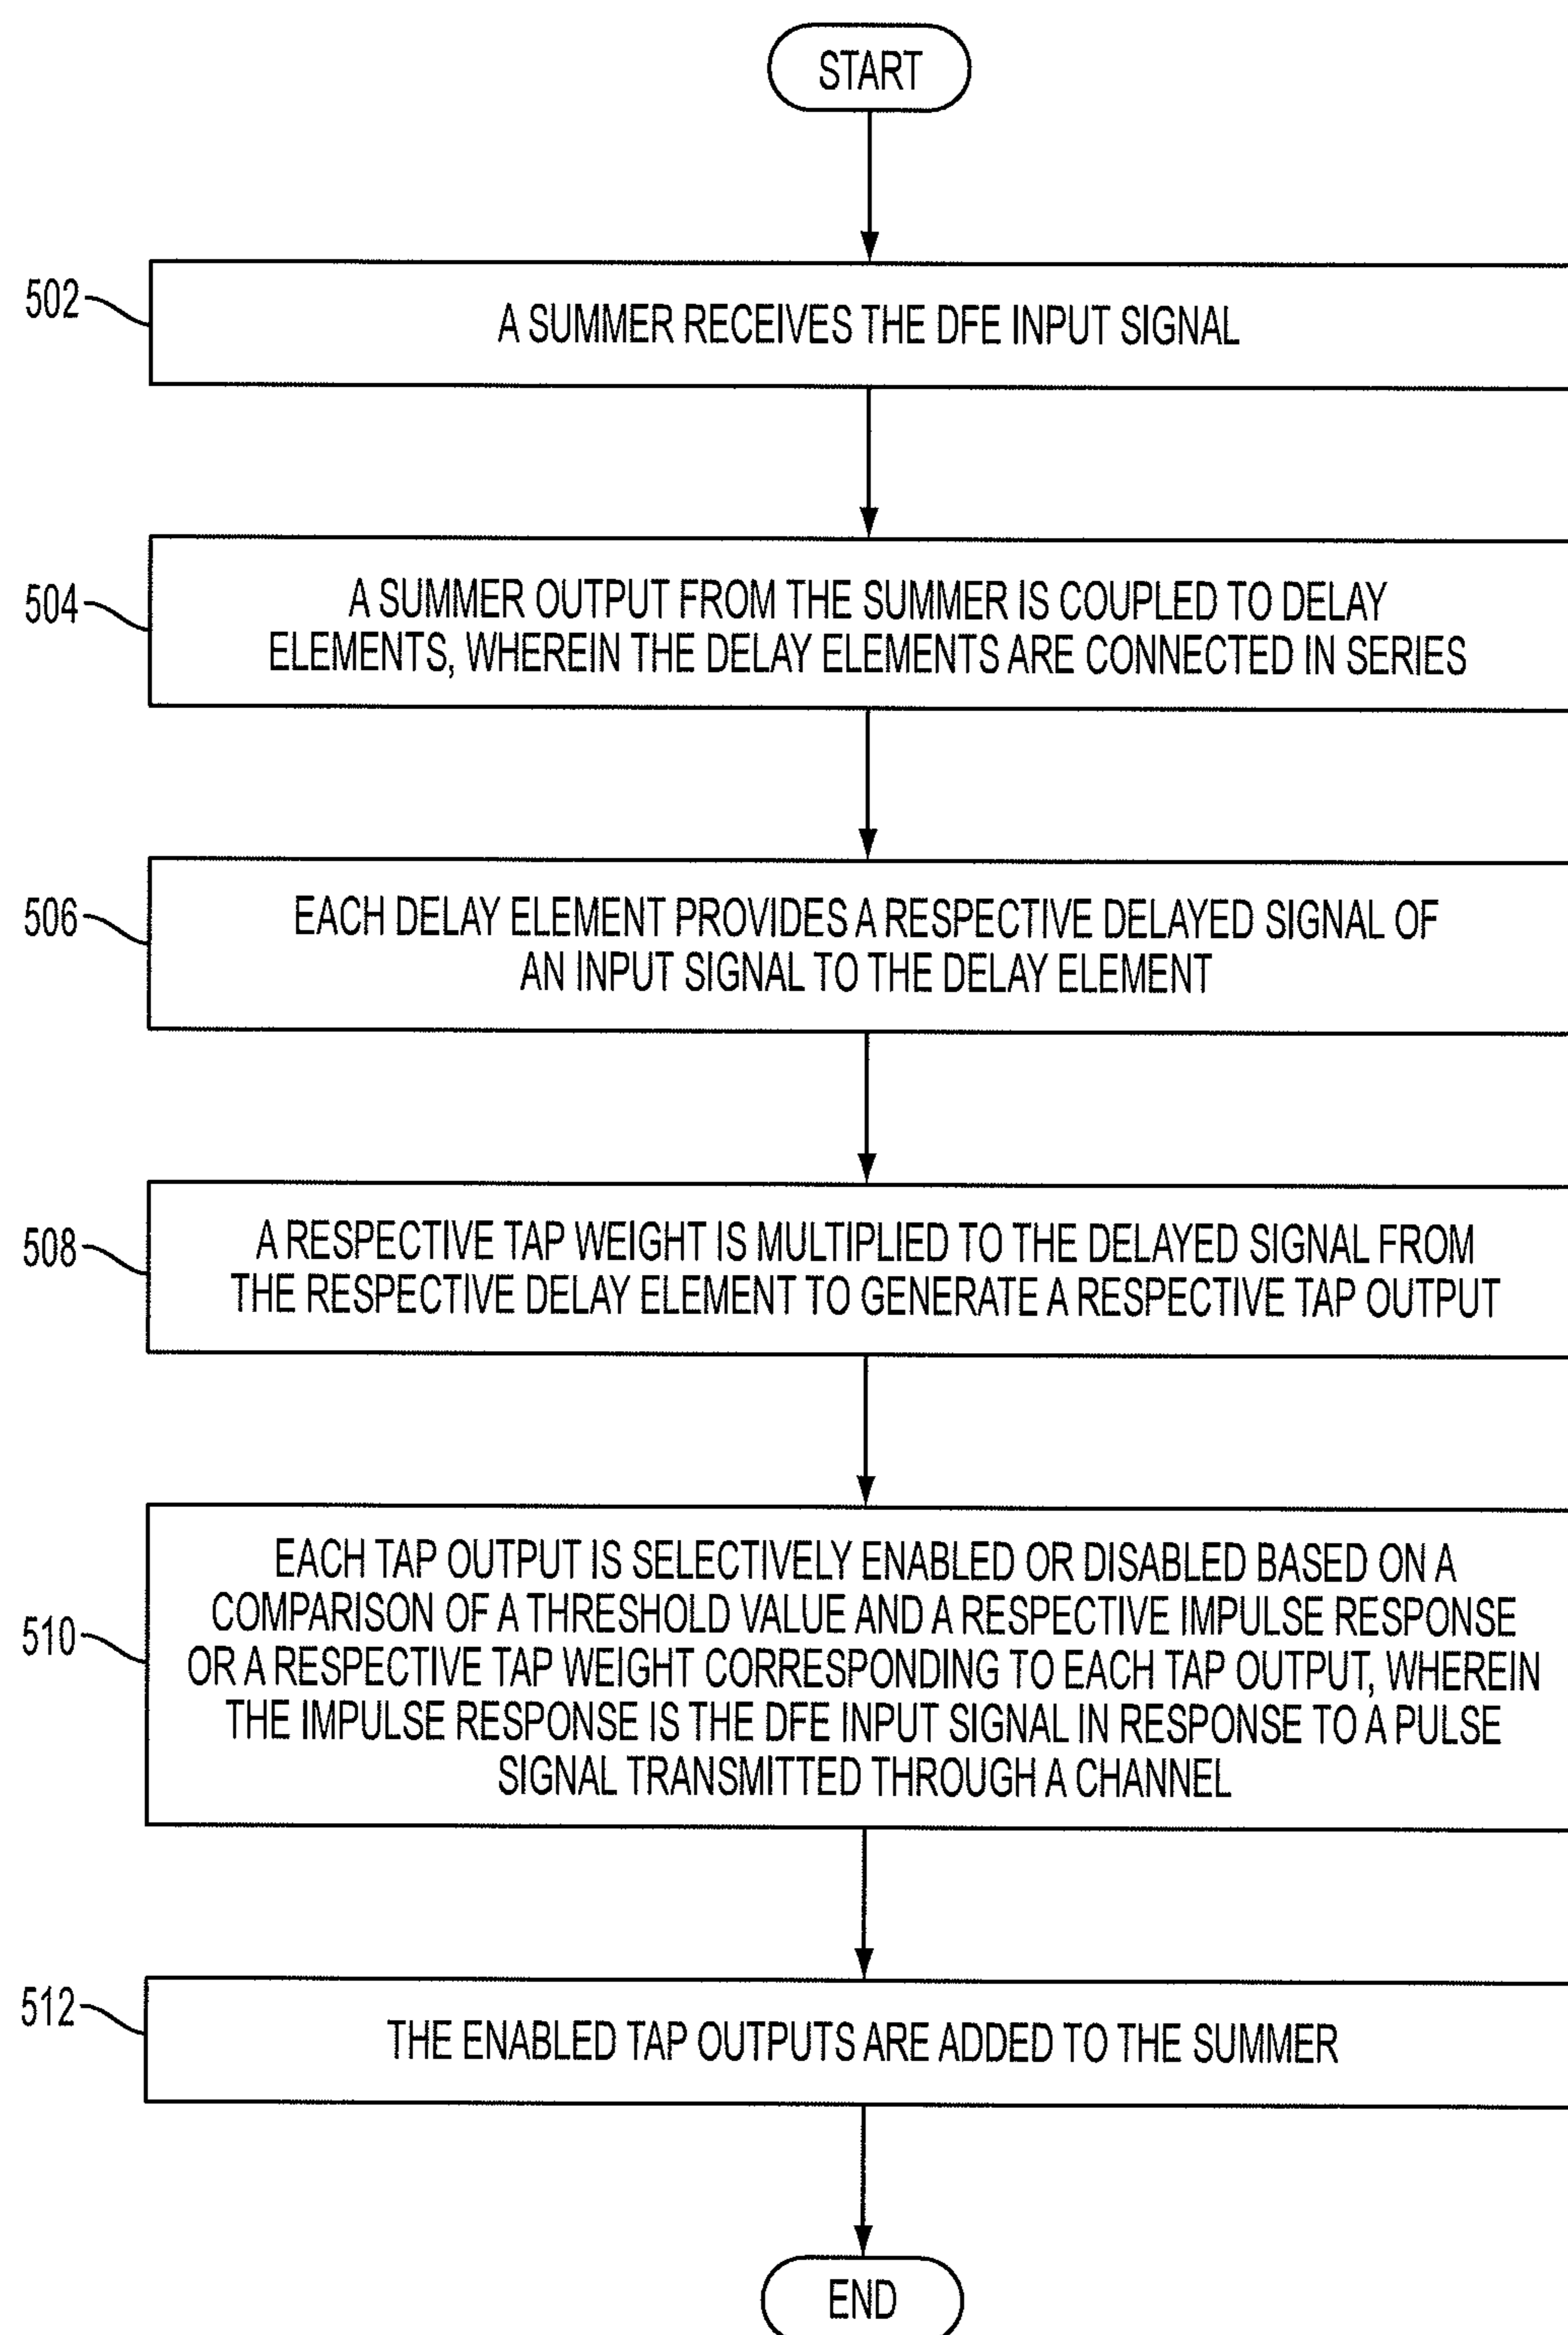 START
502
A SUMMER RECEIVES THE DFE INPUT SIGNAL
504
A SUMMER OUTPUT FROM THE SUMMER IS COUPLED TO DELAY
ELEMENTS, WHEREIN THE DELAY ELEMENTS ARE CONNECTED IN SERIES
506
EACH DELAY ELEMENT PROVIDES A RESPECTIVE DELAYED SIGNAL OF
AN INPUT SIGNAL TO THE DELAY ELEMENT
508
A RESPECTIVE TAP WEIGHT IS MULTIPLIED TO THE DELAYED SIGNAL FROM
THE RESPECTIVE DELAY ELEMENT TO GENERATE A RESPECTIVE TAP OUTPUT
510
EACH TAP OUTPUT IS SELECTIVELY ENABLED OR DISABLED BASED ON A
COMPARISON OF A THRESHOLD VALUE AND A RESPECTIVE IMPULSE RESPONSE
OR A RESPECTIVE TAP WEIGHT CORRESPONDING TO EACH TAP OUTPUT, WHEREIN
THE IMPULSE RESPONSE IS THE DFE INPUT SIGNAL IN RESPONSE TO A PULSE
SIGNAL TRANSMITTED THROUGH A CHANNEL
512
THE ENABLED TAP OUTPUTS ARE ADDED TO THE SUMMER
END